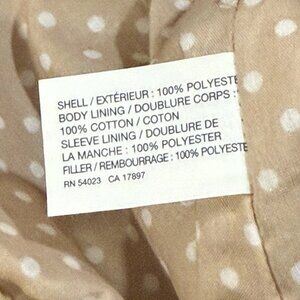 SHELL / EXTÉRIEUR : 100% POLYESTE
BODY LINING / DOUBLURE CORPS :
100% COTTON / COTON
SLEEVE LINING / DOUBLURE DE
LA MANCHE : 100% POLYESTER
FILLER / REMBOURRAGE : 100% POLYESTE
RN 54023 CA 17897